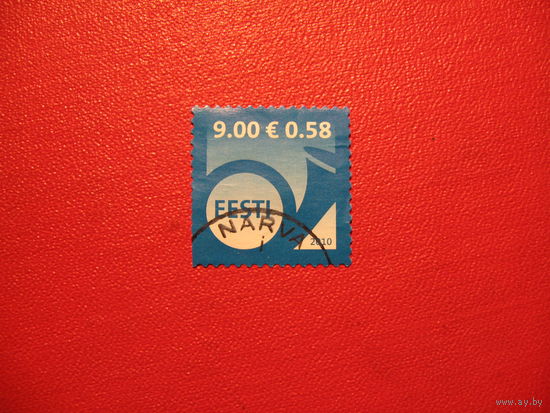 9.00 € 0.58
EESTI
NARVA
i
2010
www.ay.by